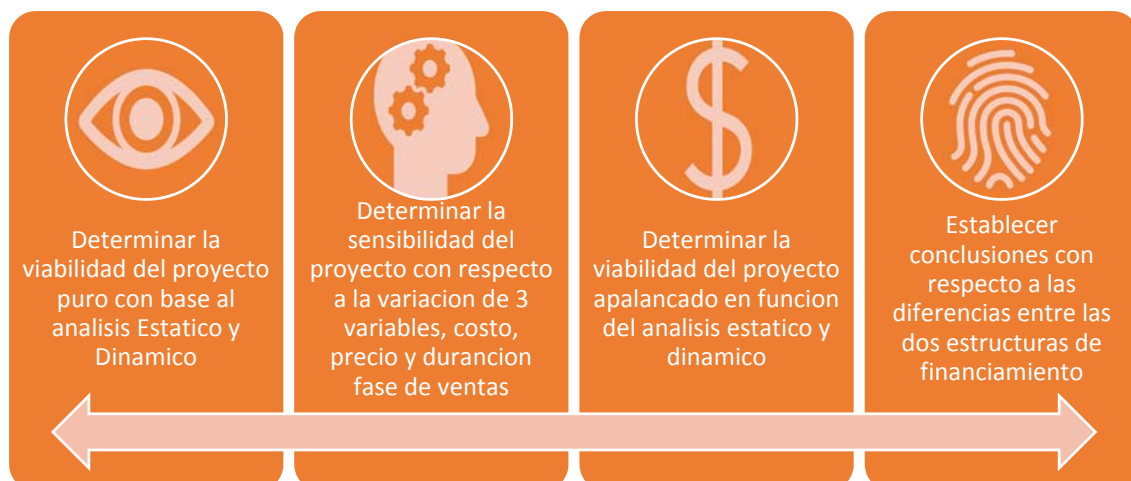 Determinar la
viabilidad del proyecto
puro con base al
analisis Estatico y
Dinamico
Determinar la
sensibilidad del
proyecto con respecto
a la variacion de 3
variables, costo,
precio y durancion
fase de ventas
Determinar la
viabilidad del proyecto
apalancado en funcion
del analisis estatico y
dinamico
Establecer
conclusiones con
respecto a las
diferencias entre las
dos estructuras de
financiamiento